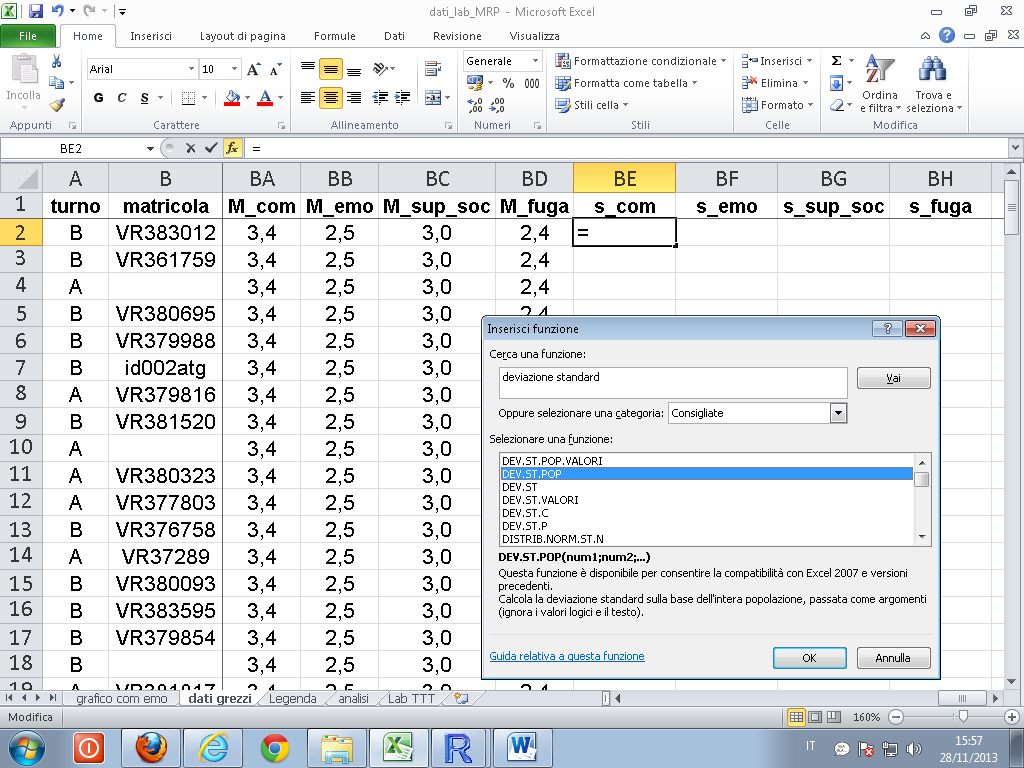 dati_lab_MRP - Microsoft Excel
File Home Inserisci Layout di pagina Formule Dati Revisione Visualizza
Incolla
Appunti
Arial 10
G C S
Carattere
Allineamento
Generale
% 000
Numeri
Formattazione condizionale
Formatta come tabella
Stili cella
Stili
Inserisci
Elimina
Formato
Celle
Σ
Ordina e filtra
Trova e seleziona
Modifica
BE2 fx =
A B BA BB BC BD BE BF BG BH
1 turno matricola M_com M_emo M_sup_soc M_fuga s_com s_emo s_sup_soc s_fuga
2 B VR383012 3,4 2,5 3,0 2,4 =
3 B VR361759 3,4 2,5 3,0 2,4
4 A 3,4 2,5 3,0 2,4
5 B VR380695 3,4 2,5 3,0 2,4
6 B VR379988 3,4 2,5 3,0
7 B id002atg 3,4 2,5 3,0
8 A VR379816 3,4 2,5 3,0
9 B VR381520 3,4 2,5 3,0
10 A 3,4 2,5 3,0
11 A VR380323 3,4 2,5 3,0
12 A VR377803 3,4 2,5 3,0
13 B VR376758 3,4 2,5 3,0
14 A VR37289 3,4 2,5 3,0
15 B VR380093 3,4 2,5 3,0
16 B VR383595 3,4 2,5 3,0
17 B VR379854 3,4 2,5 3,0
18 B 3,4 2,5 3,0
19 A VR381817 3,4 2,5 3,0 2,4
Inserisci funzione
Cerca una funzione:
deviazione standard
Vai
Oppure selezionare una categoria: Consigliate
Selezionare una funzione:
DEV.ST.POP.VALORI
DEV.ST.POP
DEV.ST
DEV.ST.VALORI
DEV.ST.C
DEV.ST.P
DISTRIB.NORM.ST.N
DEV.ST.POP(num1;num2;...)
Questa funzione è disponibile per consentire la compatibilità con Excel 2007 e versioni
precedenti.
Calcola la deviazione standard sulla base dell'intera popolazione, passata come argomenti
(ignora i valori logici e il testo).
Guida relativa a questa funzione
OK Annulla
grafico com emo dati grezzi Legenda analisi Lab TTT
Modifica 160%
IT 15:57
28/11/2013